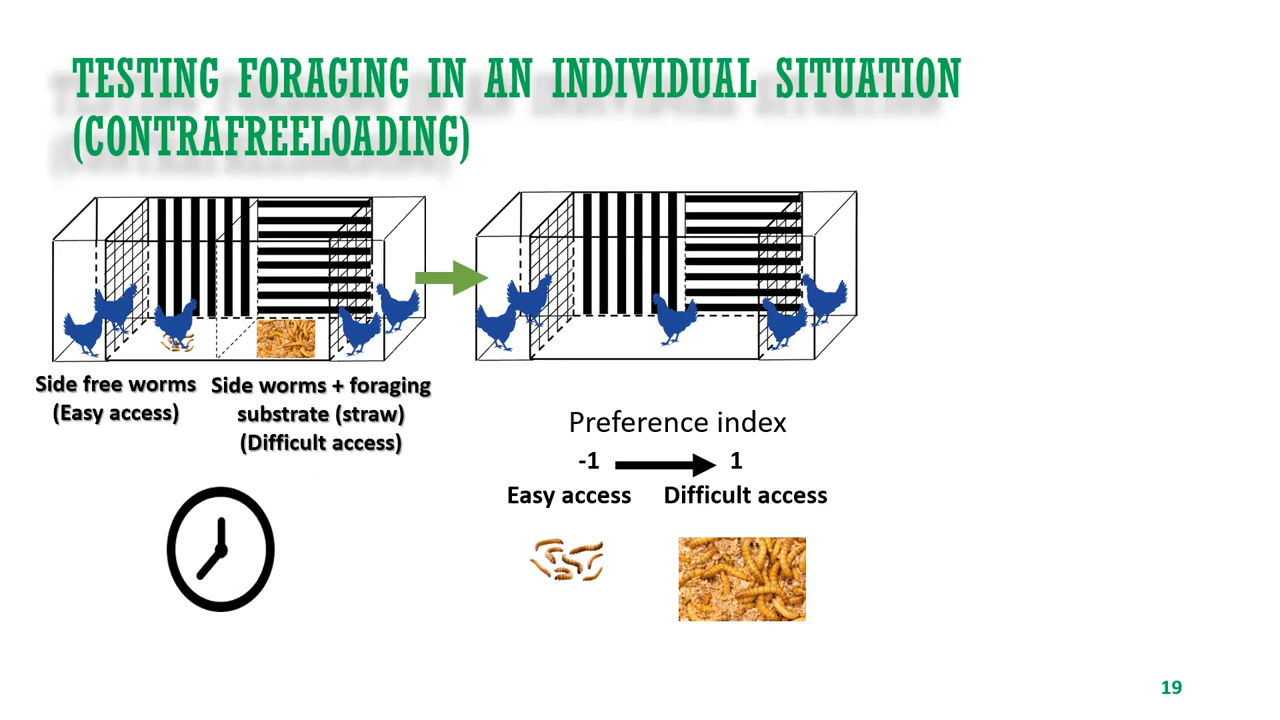 TESTING FORAGING IN AN INDIVIDUAL SITUATION
(CONTRAFREELOADING)
Side free worms
(Easy access)
Side worms + foraging
substrate (straw)
(Difficult access)
Preference index
-1 1
Easy access Difficult access
19